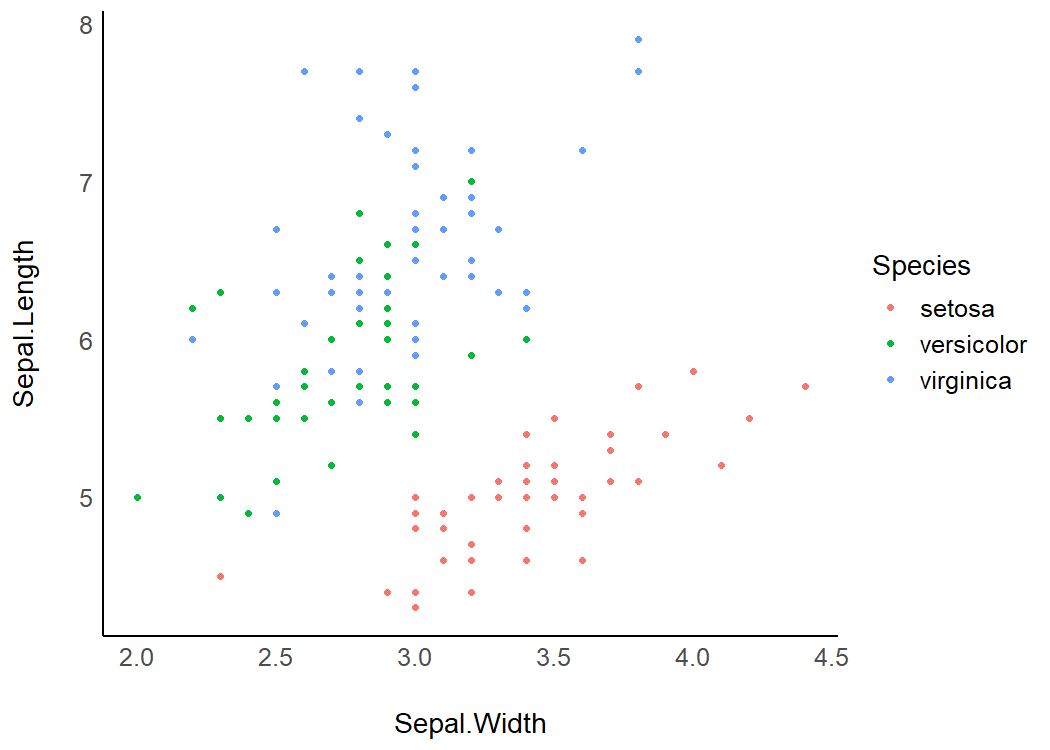 8
7
6
5
Sepal.Length
2.0 2.5 3.0 3.5 4.0 4.5
Sepal.Width
Species
setosa
versicolor
virginica